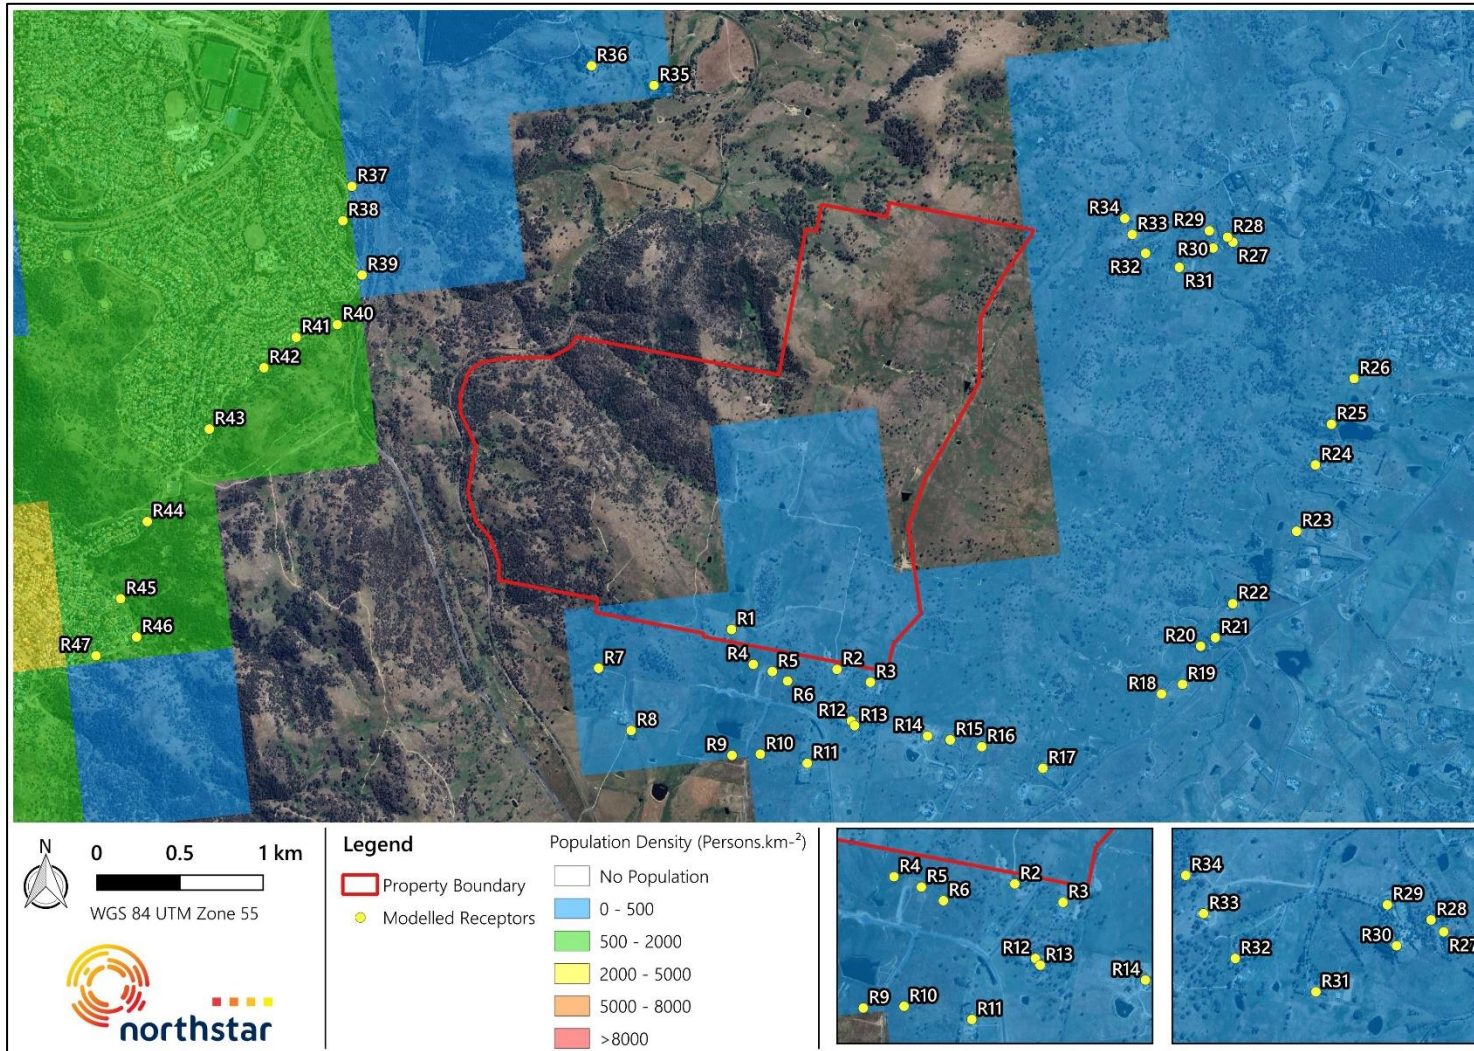 R36
R35
R37
R38
R39
R40
R41
R42
R43
R44
R45
R46
R47
R34
R33
R29
R28
R30
R27
R32
R31
R26
R25
R24
R23
R22
R21
R20
R19
R18
R1
R7
R4
R5
R2
R6
R3
R8
R12
R13
R14
R15
R16
R9
R10
R11
R17
N
0 0.5 1 km
WGS 84 UTM Zone 55
northstar
Legend
Property Boundary
Modelled Receptors
Population Density (Persons.km-²)
No Population
0 - 500
500 - 2000
2000 - 5000
5000 - 8000
>8000
R4
R5
R6
R2
R3
R12
R13
R14
R9
R10
R11
R34
R33
R29
R28
R32
R30
R27
R31